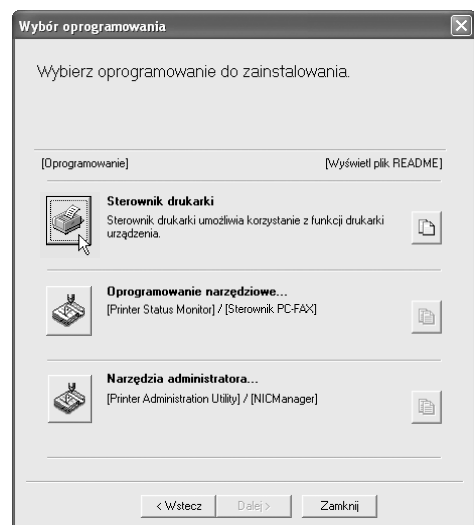 Wybór oprogramowania
Wybierz oprogramowanie do zainstalowania.
[Oprogramowanie] [Wyświetl plik README]
Sterownik drukarki
Sterownik drukarki umożliwia korzystanie z funkcji drukarki
urządzenia.
Oprogramowanie narzędziowe...
[Printer Status Monitor] / [Sterownik PC-FAX]
Narzędzia administratora...
[Printer Administration Utility] / [NICManager]
< Wstecz Dalej > Zamknij